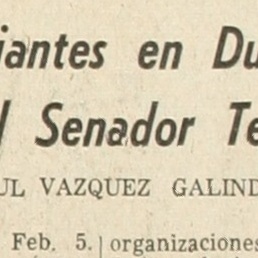 iantes en Du
l Senador Te
UL VAZQUEZ GALIND
Feb. 5. organizaciones